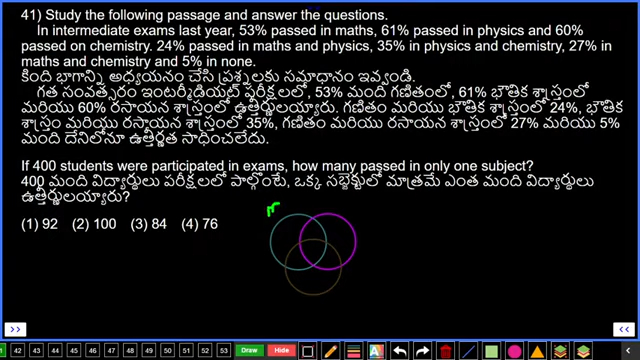 41) Study the following passage and answer the questions.
In intermediate exams last year, 53% passed in maths, 61% passed in physics and 60%
passed on chemistry. 24% passed in maths and physics, 35% in physics and chemistry, 27% in
maths and chemistry and 5% in none.
కింది భాగాన్ని అధ్యయనం చేసి ప్రశ్నలకు సమాధానం ఇవ్వండి.
గత సంవత్సరం ఇంటర్మీడియట్ పరీక్షలలో, 53% మంది గణితంలో, 61% భౌతిక శాస్త్రంలో
మరియు 60% రసాయన శాస్త్రంలో ఉత్తీర్ణులయ్యారు. గణితం మరియు భౌతిక శాస్త్రంలో 24%, భౌతిక
శాస్త్రం మరియు రసాయన శాస్త్రంలో 35%, గణితం మరియు రసాయన శాస్త్రంలో 27% మరియు 5%
మంది దేనిలోనూ ఉత్తీర్ణత సాధించలేదు.
If 400 students were participated in exams, how many passed in only one subject?
400 మంది విద్యార్థులు పరీక్షలలో పాల్గొంటే, ఒక్క సబ్జెక్టులో మాత్రమే ఎంత మంది విద్యార్థులు
ఉత్తీర్ణులయ్యారు?
(1) 92 (2) 100 (3) 84 (4) 76
>> <<
42 43 44 45 46 47 48 49 50 51 52 53 Draw Hide